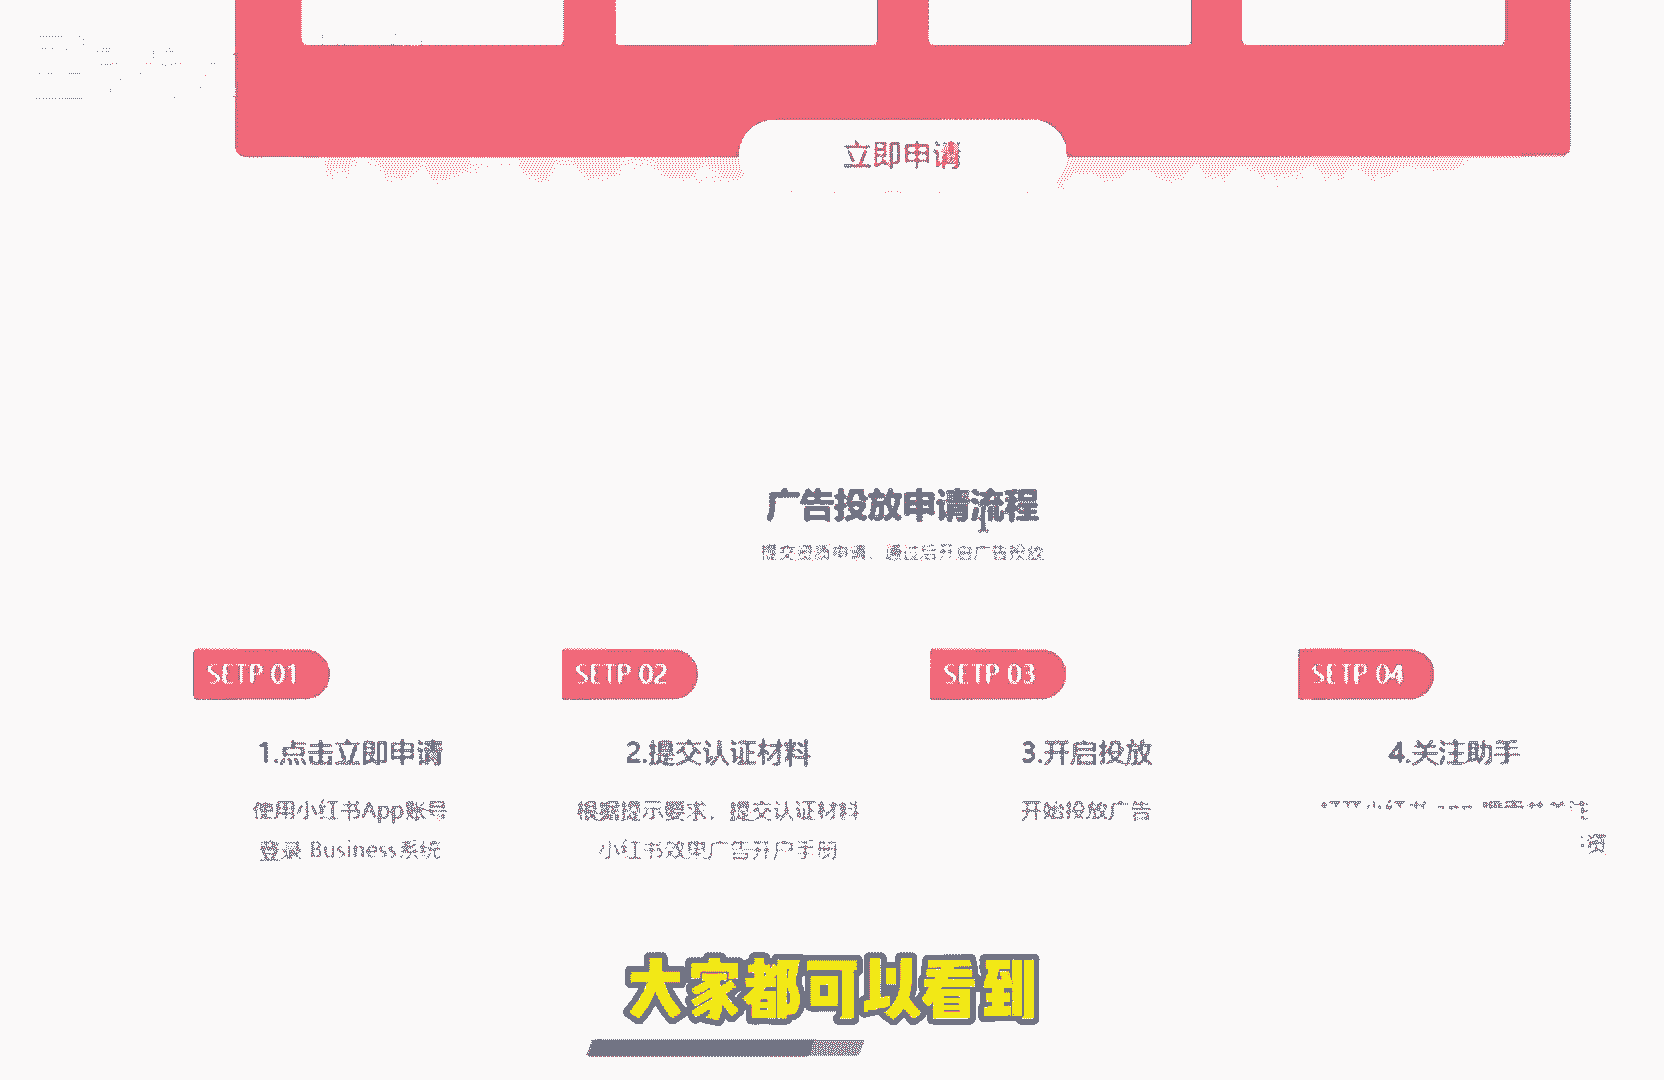 立即申请
广告投放申请流程
提交资质申请，通过后开启广告投放
SETP 01
SETP 02
SETP 03
SETP 04
1.点击立即申请
2.提交认证材料
3.开启投放
4.关注助手
使用小红书App账号
登录 Business系统
根据提示要求，提交认证材料
小红书效果广告开户手册
开始投放广告
资
大家都可以看到